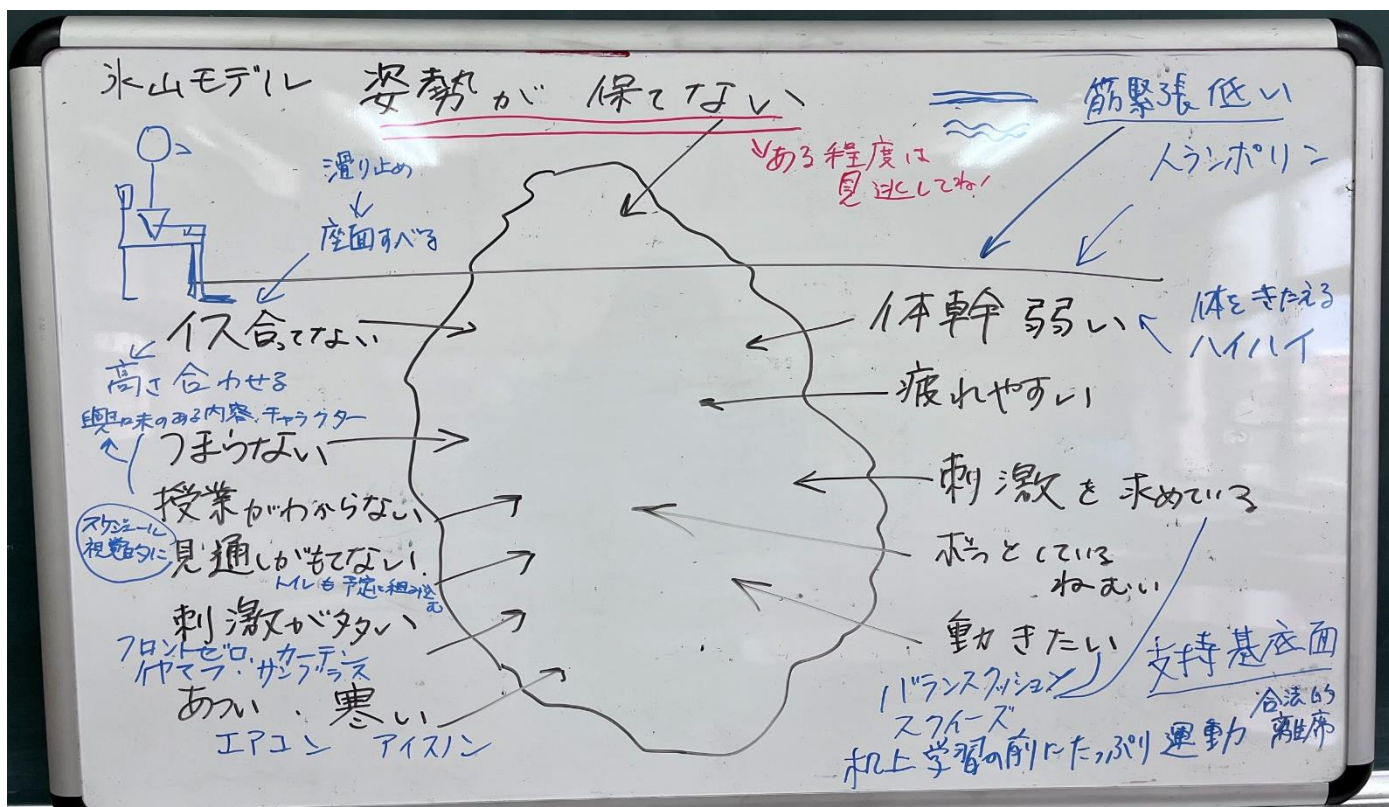 氷山モデル 姿勢が保てない
ある程度は
見逃してね!
筋緊張低い
トランポリン
滑り止め
座面すべる
イス合ってない
高さ合わせる
興味のある内容、キャラクター
つまらない
授業がわからない
スケジュール
視覚的に
見通しがもてない
トイレも予定に組み込む
刺激が多い
フロントゼロ・カーテン
イヤマフ・サングラス
あつい・寒い
エアコン アイスノン
体幹弱い
体をきたえる
ハイハイ
疲れやすい
刺激を求めている
ボーっとしている
ねむい
動きたい
バランスクッション
スクイーズ
支持基底面
合法的
離席
机上学習の前にたっぷり運動